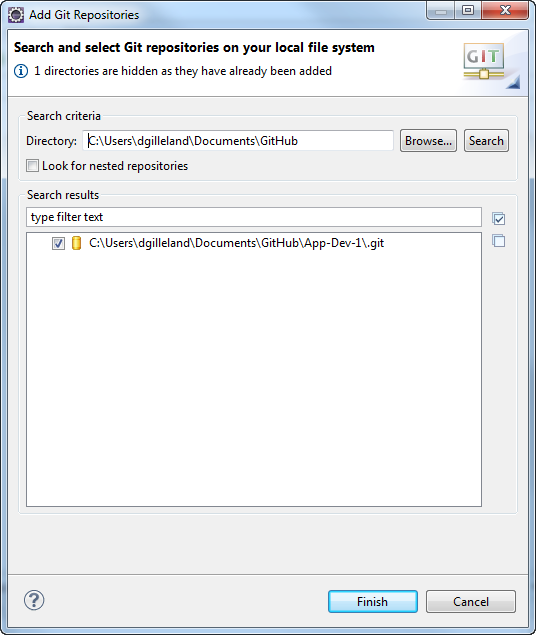 Add Git Repositories
Search and select Git repositories on your local file system
1 directories are hidden as they have already been added
GIT
Search criteria
Directory: C:\Users\dgilleland\Documents\GitHub Browse... Search
Look for nested repositories
Search results
type filter text
C:\Users\dgilleland\Documents\GitHub\App-Dev-1\.git
Finish Cancel